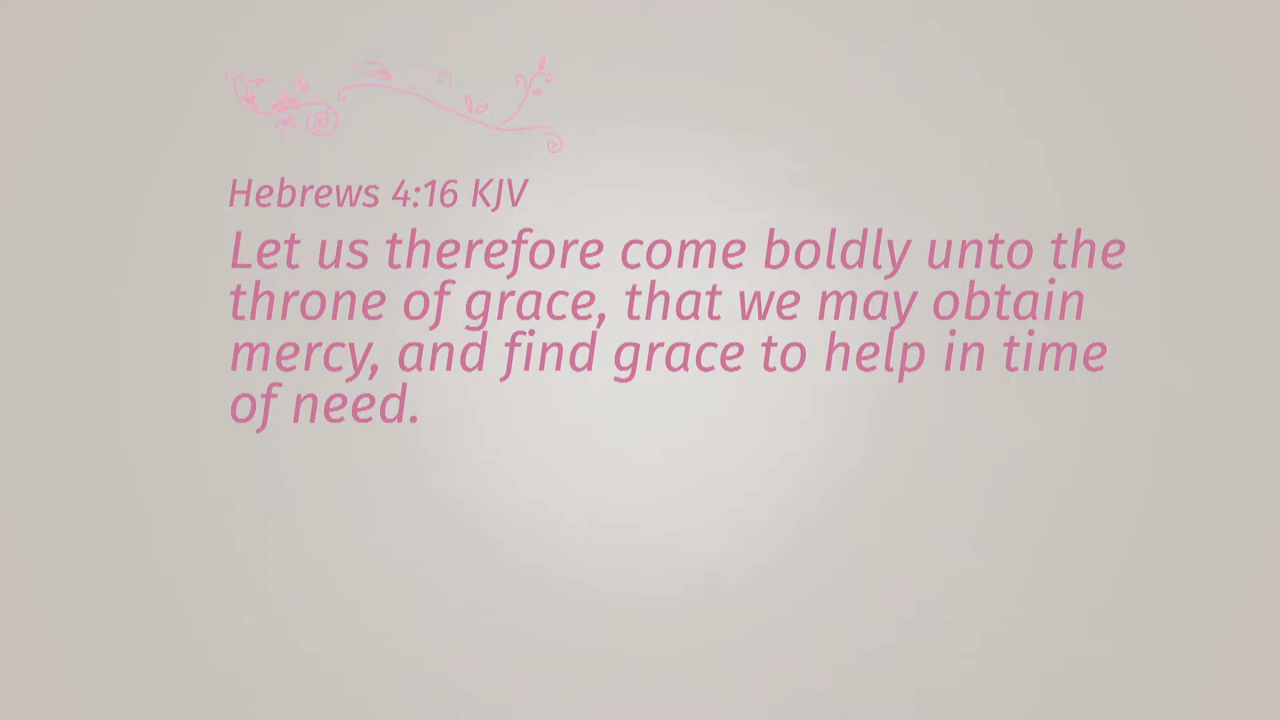 Hebrews 4:16 KJV
Let us therefore come boldly unto the
throne of grace, that we may obtain
mercy, and find grace to help in time
of need.